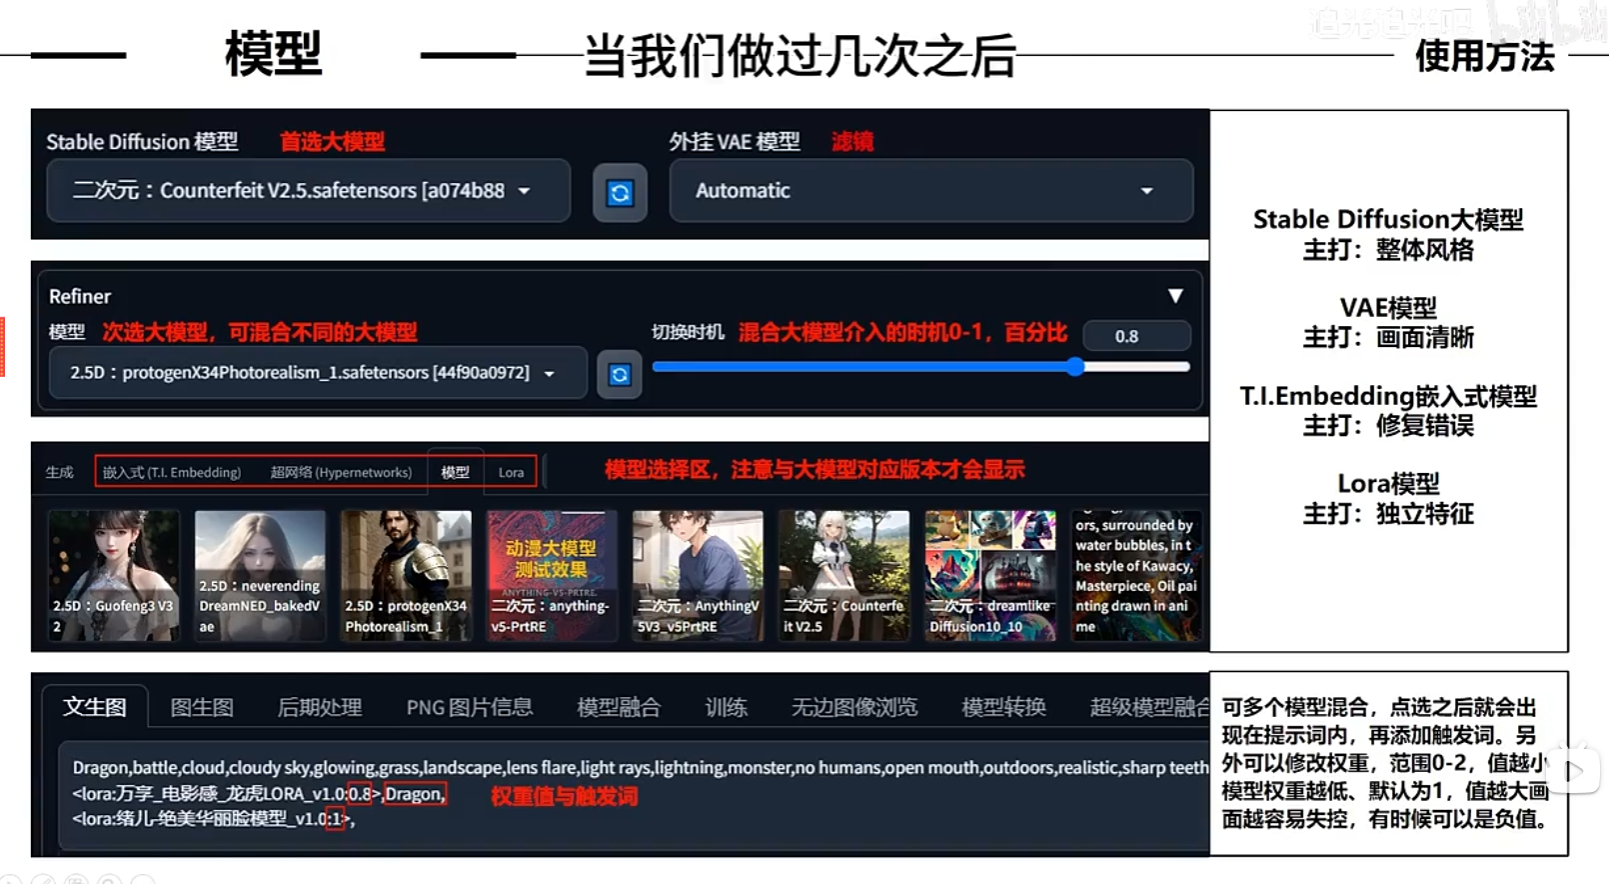 追光追光吧 bilibili
模型
当我们做过几次之后
使用方法
Stable Diffusion 模型
首选大模型
外挂 VAE 模型
滤镜
二次元：Counterfeit V2.5.safetensors [a074b88
Automatic
Refiner
模型
次选大模型，可混合不同的大模型
切换时机
混合大模型介入的时机0-1，百分比
0.8
2.5D：protogenX34Photorealism_1.safetensors [44f90a0972]
生成
嵌入式 (T.I. Embedding)
超网络 (Hypernetworks)
模型
Lora
模型选择区，注意与大模型对应版本才会显示
2.5D：Guofeng3 V3
2
2.5D：neverending
DreamNED_bakedV
ae
2.5D：protogenX34
Photorealism_1
动漫大模型
测试效果
ANYTHING-V5-PRTRE
二次元：anything-
v5-PrtRE
二次元：AnythingV
5V3_v5PrtRE
二次元：Counterfe
it V2.5
二次元：dreamlike
Diffusion10_10
ors, surrounded by
water bubbles, in t
he style of Kawacy,
Masterpiece, Oil pai
nting drawn in ani
me
Stable Diffusion大模型
主打：整体风格
VAE模型
主打：画面清晰
T.I.Embedding嵌入式模型
主打：修复错误
Lora模型
主打：独立特征
文生图
图生图
后期处理
PNG 图片信息
模型融合
训练
无边图像浏览
模型转换
超级模型融合
Dragon,battle,cloud,cloudy sky,glowing,grass,landscape,lens flare,light rays,lightning,monster,no humans,open mouth,outdoors,realistic,sharp teeth
<lora:万享_电影感_龙虎LORA_v1.0:0.8>,Dragon,
权重值与触发词
<lora:绪儿-绝美华丽脸模型_v1.0:1>,
可多个模型混合，点选之后就会出
现在提示词内，再添加触发词。另
外可以修改权重，范围0-2，值越小
模型权重越低、默认为1，值越大画
面越容易失控，有时候可以是负值。